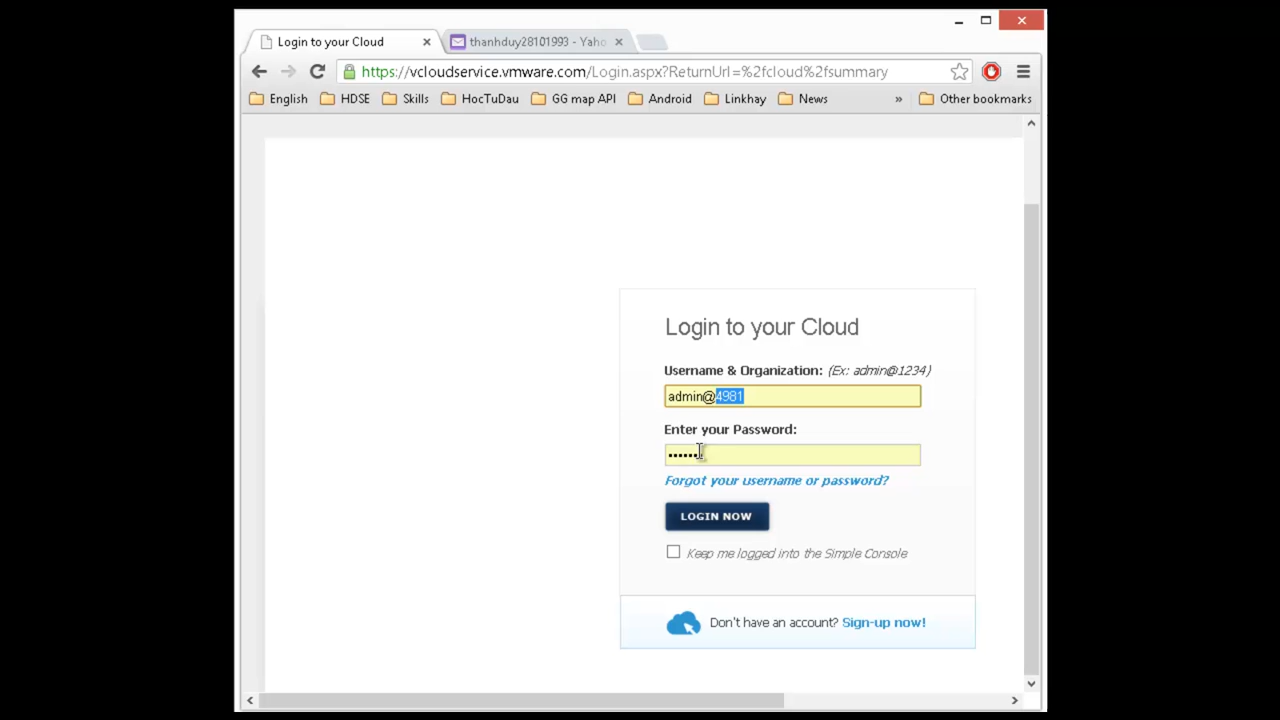 Login to your Cloud
thanhduy28101993 - Yaho
https://vcloudservice.vmware.com/Login.aspx?ReturnUrl=%2fcloud%2fsummary
English HDSE Skills HocTuDau GG map API Android Linkhay News » Other bookmarks
Login to your Cloud
Username & Organization: (Ex: admin@1234)
admin@4981
Enter your Password:
Forgot your username or password?
LOGIN NOW
Keep me logged into the Simple Console
Don't have an account? Sign-up now!